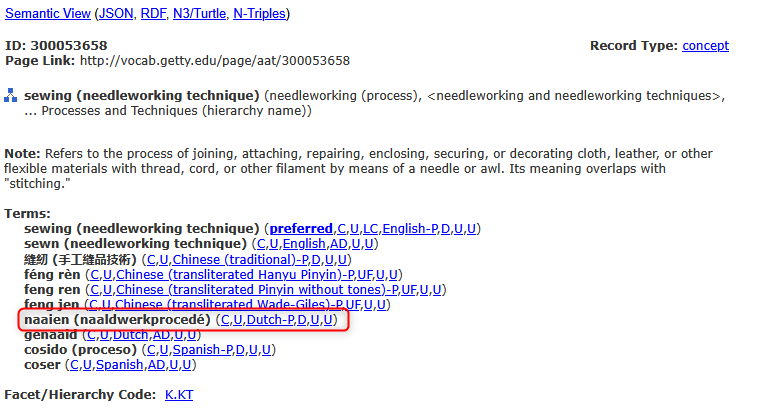 Semantic View (JSON, RDF, N3/Turtle, N-Triples)
ID: 300053658 Record Type: concept
Page Link: http://vocab.getty.edu/page/aat/300053658
sewing (needleworking technique) (needleworking (process), <needleworking and needleworking techniques>,
... Processes and Techniques (hierarchy name))
Note: Refers to the process of joining, attaching, repairing, enclosing, securing, or decorating cloth, leather, or other
flexible materials with thread, cord, or other filament by means of a needle or awl. Its meaning overlaps with
"stitching."
Terms:
sewing (needleworking technique) (preferred,C,U,LC,English-P,D,U,U)
sewn (needleworking technique) (C,U,English,AD,U,U)
縫紉 (手工縫品技術) (C,U,Chinese (traditional)-P,D,U,U)
féng rèn (C,U,Chinese (transliterated Hanyu Pinyin)-P,UF,U,U)
feng ren (C,U,Chinese (transliterated Pinyin without tones)-P,UF,U,U)
feng jen (C,U,Chinese (transliterated Wade-Giles)-P,UF,U,U)
naaien (naaldwerkprocedé) (C,U,Dutch-P,D,U,U)
genaaid (C,U,Dutch,AD,U,U)
cosido (proceso) (C,U,Spanish-P,D,U,U)
coser (C,U,Spanish,AD,U,U)
Facet/Hierarchy Code: K.KT